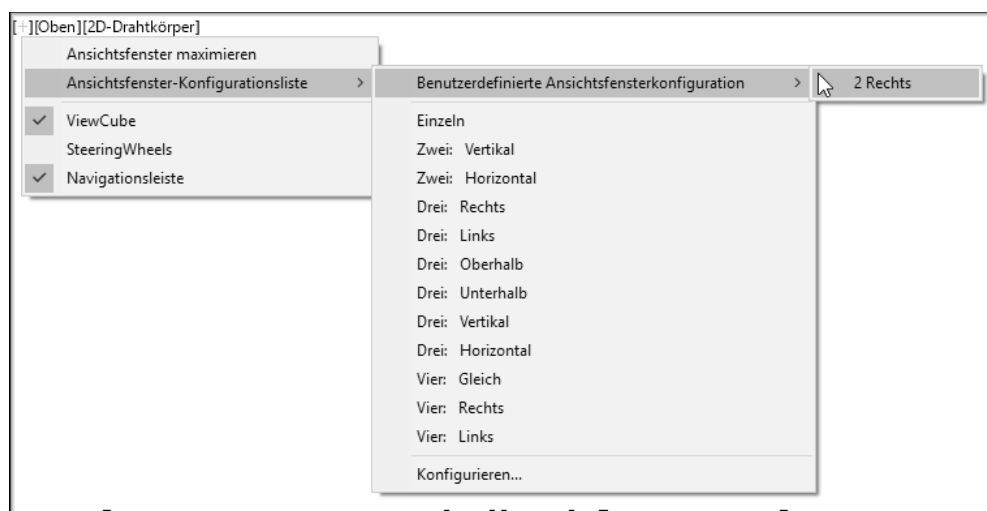 [+][Oben][2D-Drahtkörper]
Ansichtsfenster maximieren
Ansichtsfenster-Konfigurationsliste >
ViewCube
SteeringWheels
Navigationsleiste
Benutzerdefinierte Ansichtsfensterkonfiguration >
Einzeln
Zwei: Vertikal
Zwei: Horizontal
Drei: Rechts
Drei: Links
Drei: Oberhalb
Drei: Unterhalb
Drei: Vertikal
Drei: Horizontal
Vier: Gleich
Vier: Rechts
Vier: Links
Konfigurieren...
2 Rechts